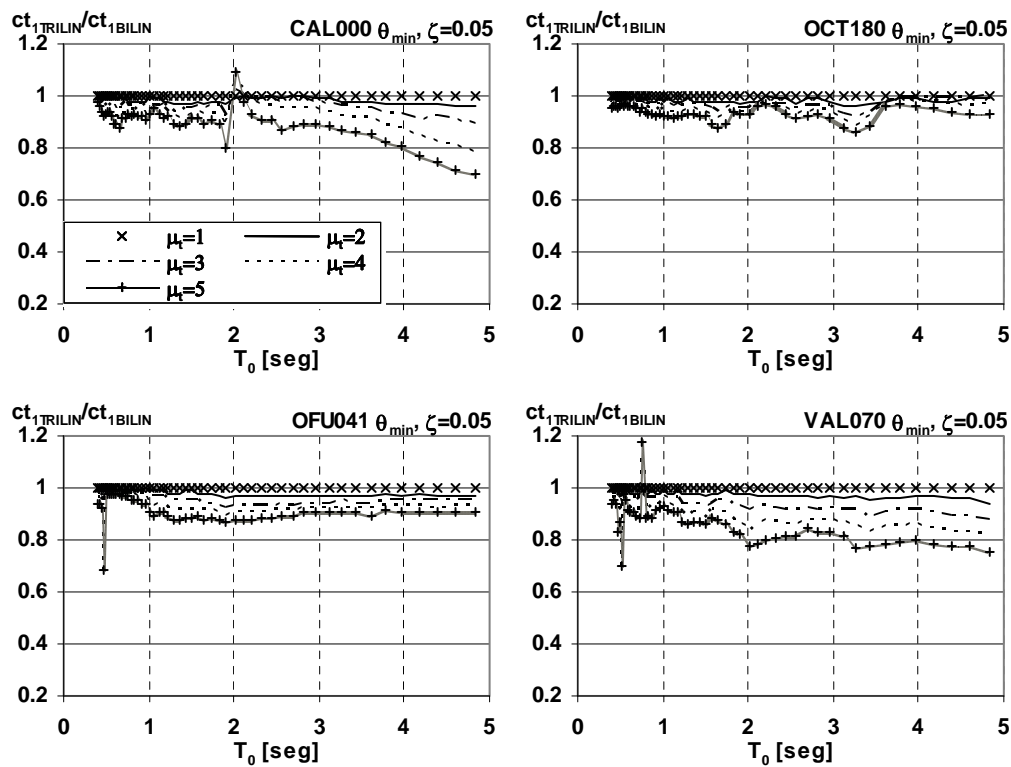 ct1TRILIN/ct1BILIN CAL000 θmin, ζ=0.05
1.2
1
0.8
0.6
0.4
0.2
μt=1 μt=2
μt=3 μt=4
μt=5
0 1 2 3 4 5
T0 [seg]
ct1TRILIN/ct1BILIN OCT180 θmin, ζ=0.05
1.2
1
0.8
0.6
0.4
0.2
0 1 2 3 4 5
T0 [seg]
ct1TRILIN/ct1BILIN OFU041 θmin, ζ=0.05
1.2
1
0.8
0.6
0.4
0.2
0 1 2 3 4 5
T0 [seg]
ct1TRILIN/ct1BILIN VAL070 θmin, ζ=0.05
1.2
1
0.8
0.6
0.4
0.2
0 1 2 3 4 5
T0 [seg]